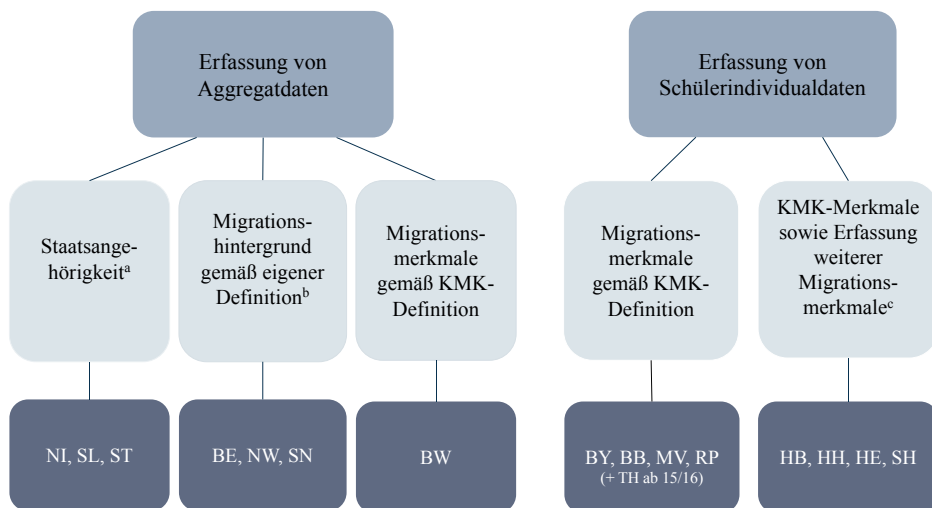 Erfassung von
Aggregatdaten
Erfassung von
Schülerindividualdaten
Staatsange-
hörigkeitᵃ
Migrations-
hintergrund
gemäß eigener
Definitionᵇ
Migrations-
merkmale
gemäß KMK-
Definition
Migrations-
merkmale
gemäß KMK-
Definition
KMK-Merkmale
sowie Erfassung
weiterer
Migrations-
merkmaleᶜ
NI, SL, ST
BE, NW, SN
BW
BY, BB, MV, RP
(+ TH ab 15/16)
HB, HH, HE, SH